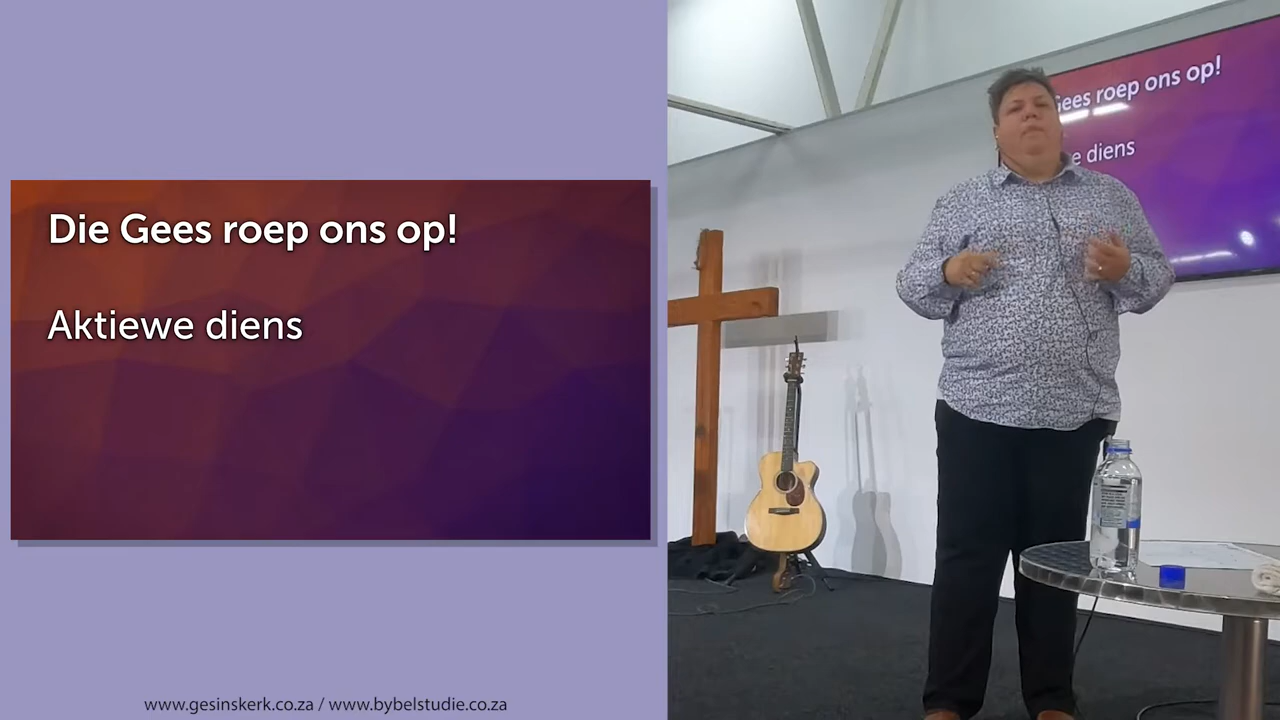 Die Gees roep ons op!
Aktiewe diens
www.gesinskerk.co.za / www.bybelstudie.co.za
Gees roep ons op!
diens